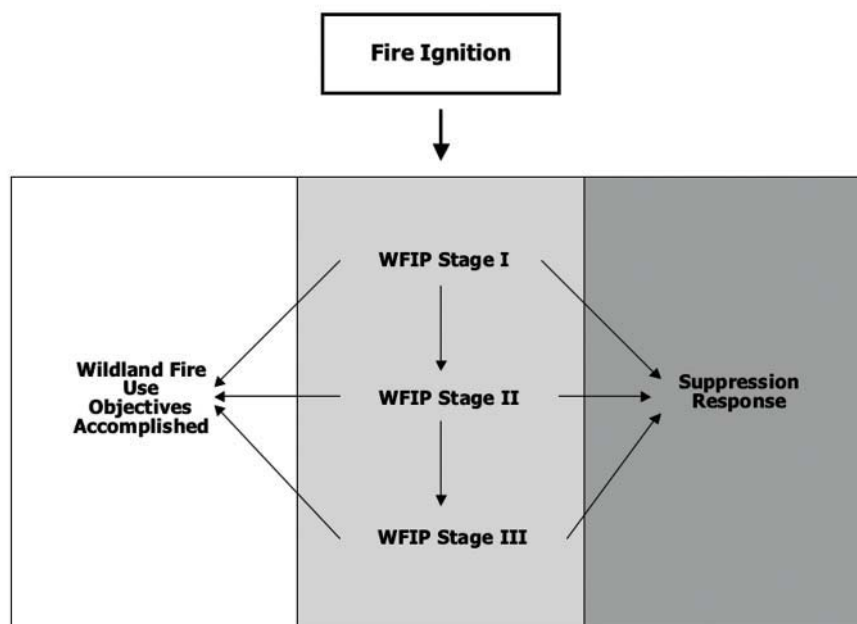 Fire Ignition
WFIP Stage I
Wildland Fire
Use
Objectives
Accomplished
WFIP Stage II
Suppression
Response
WFIP Stage III